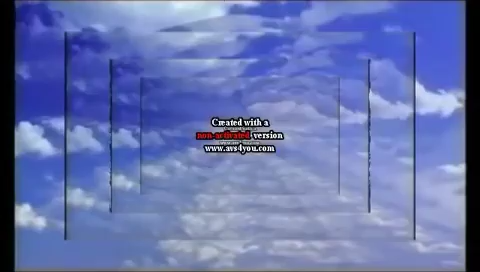 Created with a
non-activated version
www.avs4you.com